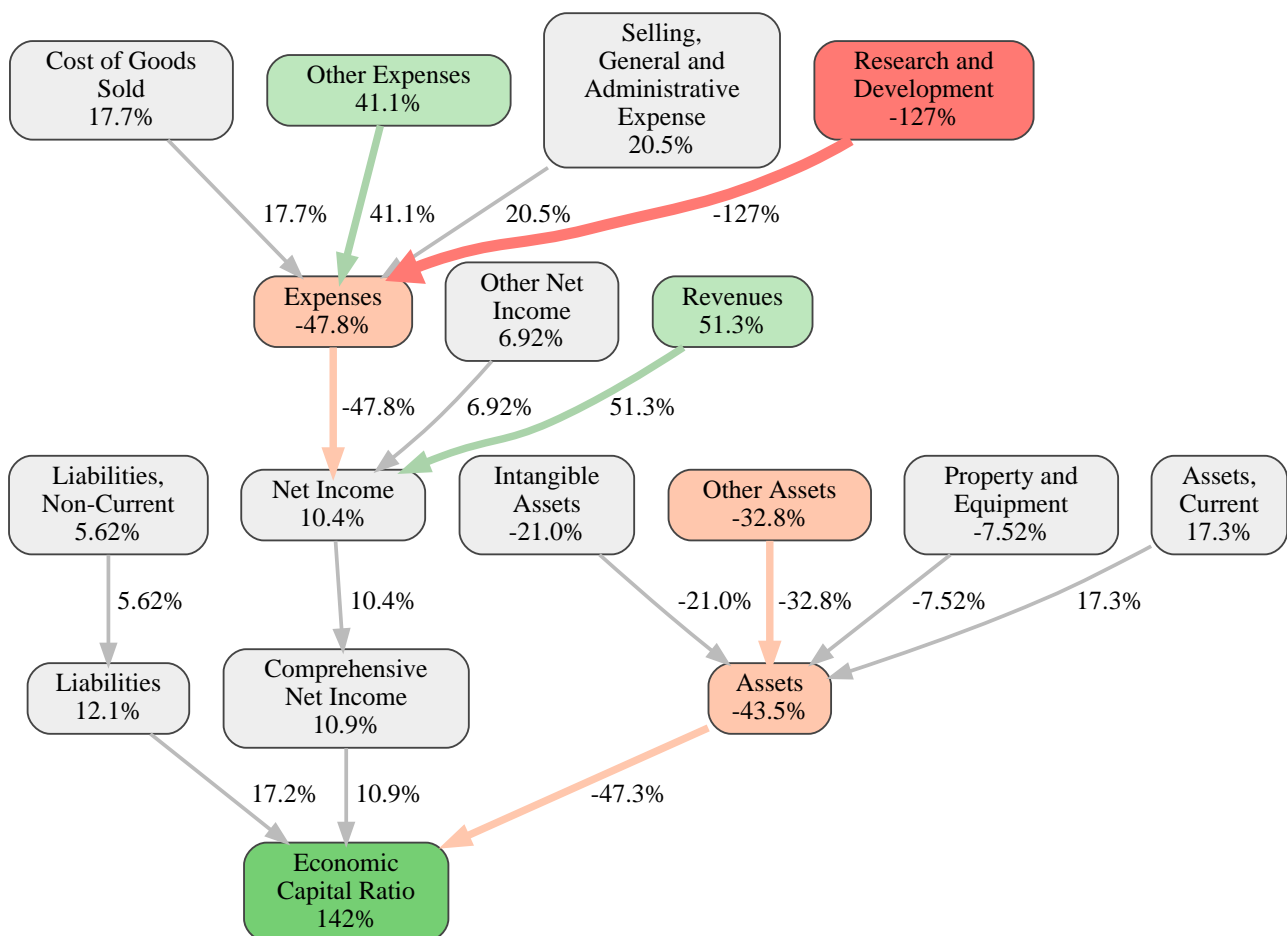 Cost of Goods
Sold
17.7%
Other Expenses
41.1%
Selling,
General and
Administrative
Expense
20.5%
Research and
Development
-127%
17.7%
41.1%
20.5%
-127%
Expenses
-47.8%
Other Net
Income
6.92%
Revenues
51.3%
-47.8%
6.92%
51.3%
Liabilities,
Non-Current
5.62%
Net Income
10.4%
Intangible
Assets
-21.0%
Other Assets
-32.8%
Property and
Equipment
-7.52%
Assets,
Current
17.3%
5.62%
10.4%
-21.0%
-32.8%
-7.52%
17.3%
Liabilities
12.1%
Comprehensive
Net Income
10.9%
Assets
-43.5%
17.2%
10.9%
-47.3%
Economic
Capital Ratio
142%